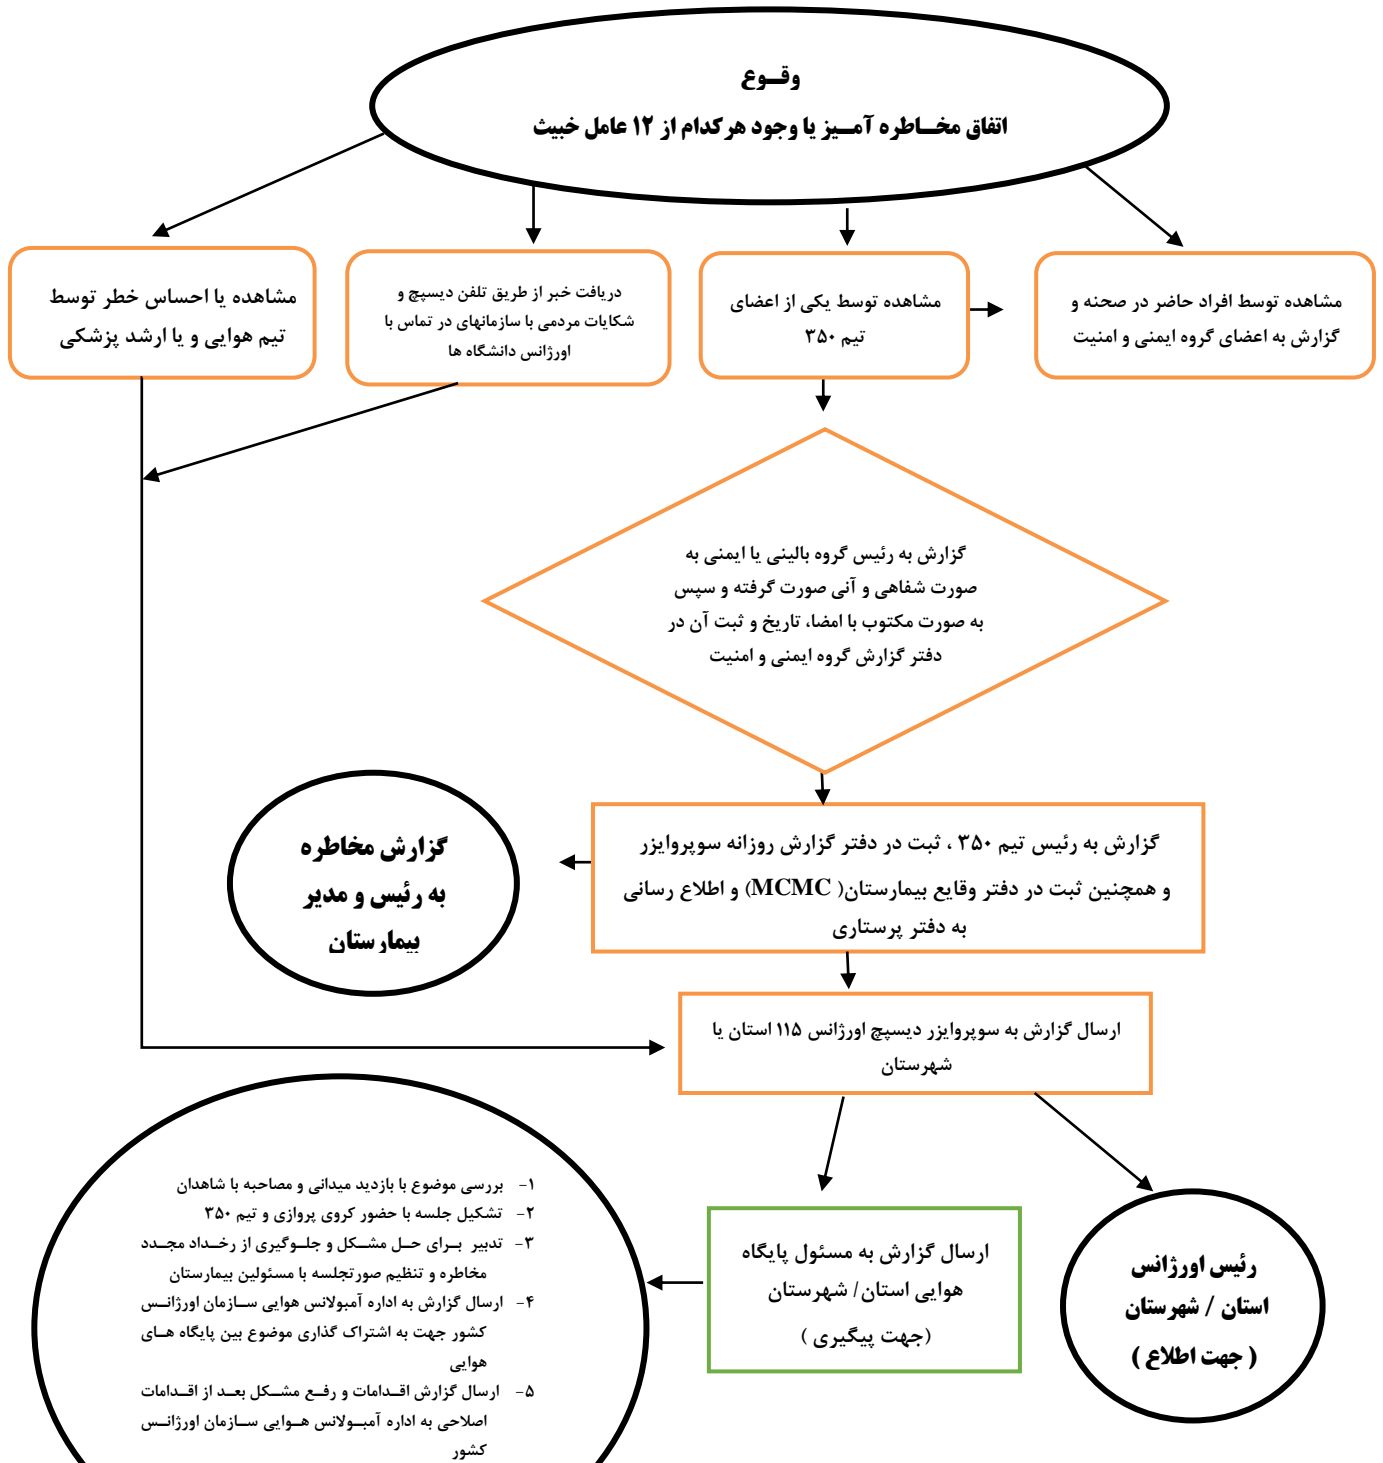 وقــوع
اتفاق مخــاطره آمــیز یا وجود هرکدام از ۱۲ عامل خبیث
مشاهده توسط افراد حاضر در صحنه و
گزارش به اعضای گروه ایمنی و امنیت
مشاهده توسط یکی از اعضای
تیم ۳۵۰
دریافت خبر از طریق تلفن دیسپچ و
شکایات مردمی با سازمانهای در تماس با
اورژانس دانشگاه ها
مشاهده یا احساس خطر توسط
تیم هوایی و یا ارشد پزشکی
گزارش به رئیس گروه بالینی یا ایمنی به
صورت شفاهی و آنی صورت گرفته و سپس
به صورت مکتوب با امضا، تاریخ و ثبت آن در
دفتر گزارش گروه ایمنی و امنیت
گزارش به رئیس تیم ۳۵۰ ، ثبت در دفتر گزارش روزانه سوپروایزر
و همچنین ثبت در دفتر وقایع بیمارستان( MCMC) و اطلاع رسانی
به دفتر پرستاری
گزارش مخاطره
به رئیس و مدیر
بیمارستان
ارسال گزارش به سوپروایزر دیسپچ اورژانس ۱۱۵ استان یا
شهرستان
ارسال گزارش به مسئول پایگاه
هوایی استان/ شهرستان
(جهت پیگیری )
رئیس اورژانس
استان / شهرستان
( جهت اطلاع )
۱- بررسی موضوع با بازدید میدانی و مصاحبه با شاهدان
۲- تشکیل جلسه با حضور کروی پروازی و تیم ۳۵۰
۳- تدبیر بـرای حـل مشـکل و جلـوگیری از رخـداد مجـدد
مخاطره و تنظیم صورتجلسه با مسئولین بیمارستان
۴- ارسال گزارش به اداره آمبولانس هوایی سـازمان اورژانـس
کشور جهت به اشتراک گذاری موضوع بین پایگاه هـای
هوایی
۵- ارسال گزارش اقـدامات و رفـع مشـکل بعـد از اقـدامات
اصلاحی به اداره آمبـولانس هـوایی سـازمان اورژانـس
کشور